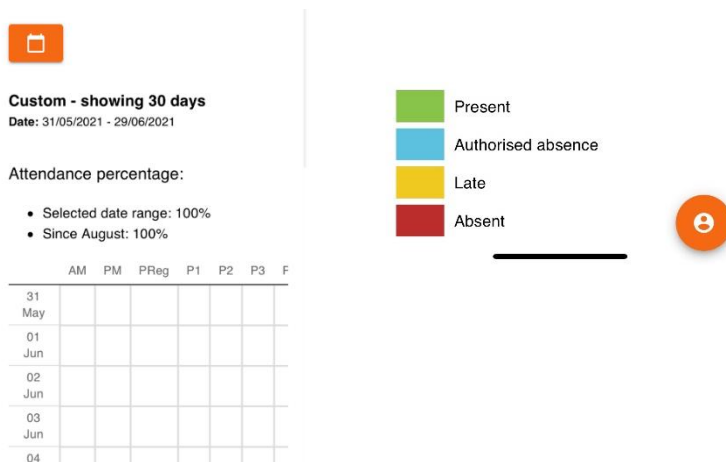 Custom - showing 30 days
Date: 31/05/2021 - 29/06/2021
Attendance percentage:
• Selected date range: 100%
• Since August: 100%
AM PM PReg P1 P2 P3
31
May
01
Jun
02
Jun
03
Jun
04
Present
Authorised absence
Late
Absent